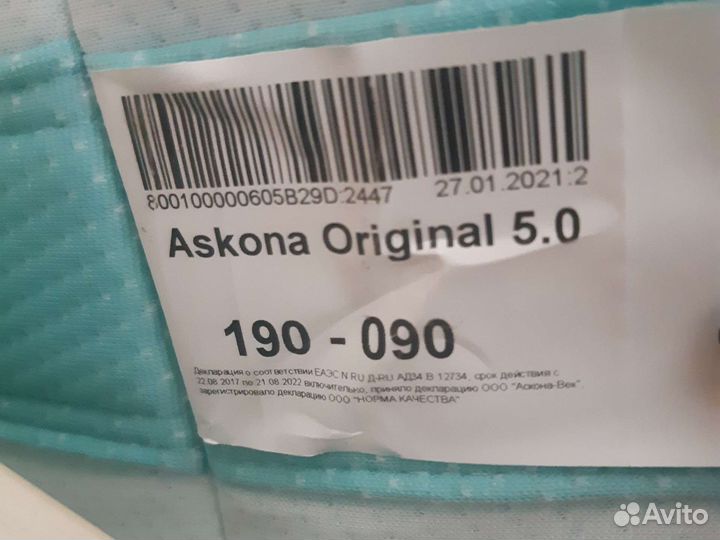 800100000605B29D:2447 27.01.2021:2
Askona Original 5.0
190 - 090
Декларация о соответствии ЕАЭС N RU Д-RU.АД34.В.12734, срок действия с
22.08.2017 по 21.08.2022 включительно, приняло декларацию ООО "Аскона-Век",
зарегистрировало декларацию ООО "НОРМА КАЧЕСТВА"
Avito